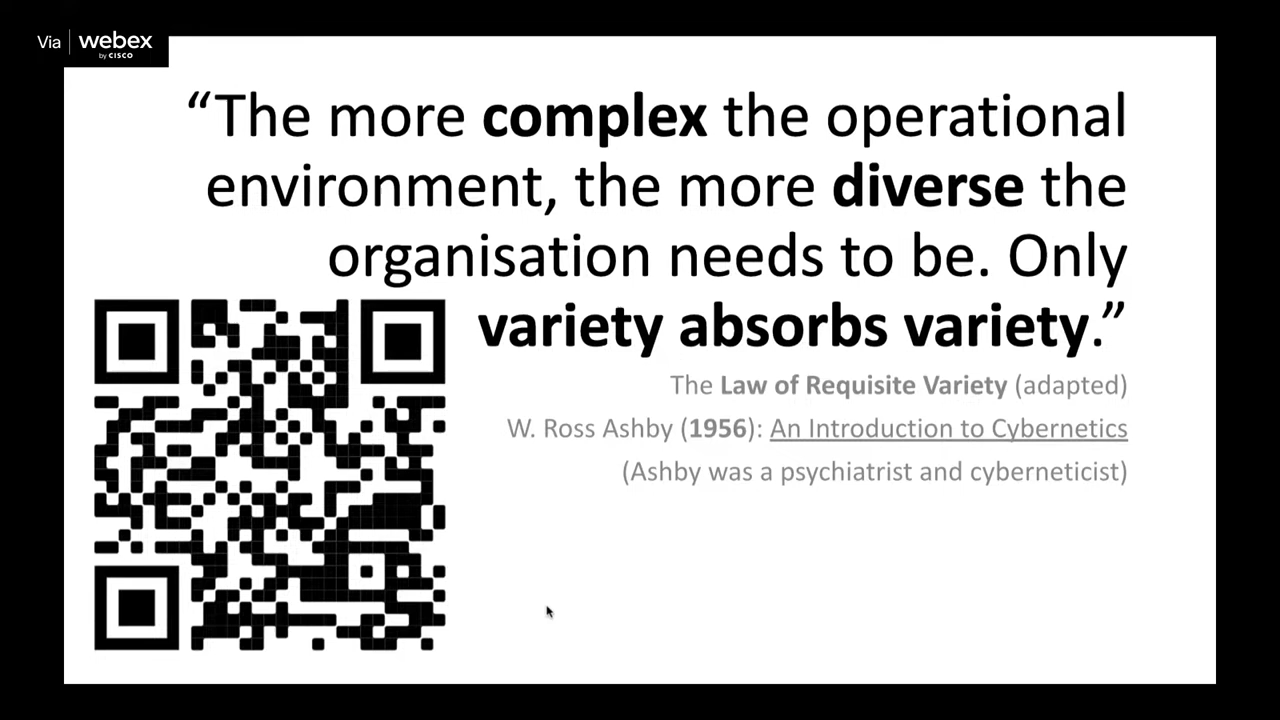 Via webex
by CISCO
“The more complex the operational
environment, the more diverse the
organisation needs to be. Only
variety absorbs variety.”
The Law of Requisite Variety (adapted)
W. Ross Ashby (1956): An Introduction to Cybernetics
(Ashby was a psychiatrist and cyberneticist)